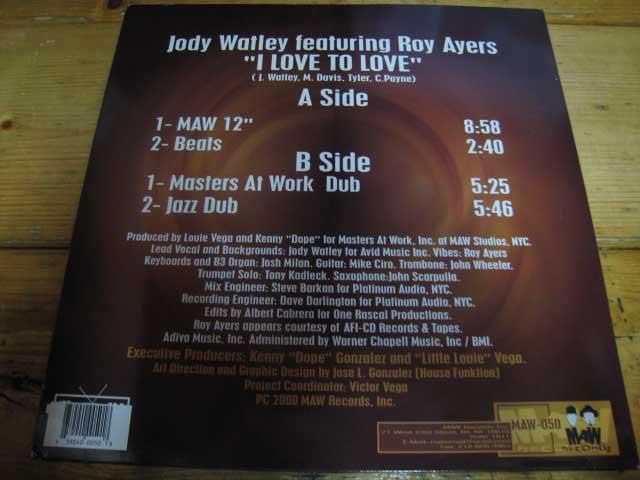 Jody Watley featuring Roy Ayers
"I LOVE TO LOVE"
( J. Watley, M. Davis, Tyler, C.Payne)
A Side
1- MAW 12" 8:58
2- Beats 2:40
B Side
1- Masters At Work Dub 5:25
2- Jazz Dub 5:46
Produced by Louie Vega and Kenny "Dope" for Masters At Work, Inc. at MAW Studios, NYC.
Lead Vocal and Backgrounds: Jody Watley for Avid Music Inc. Vibes: Roy Ayers
Keyboards and B3 Organ: Josh Milan. Guitar: Mike Ciro. Trombone: John Wheeler.
Trumpet Solo: Tony Kadleck. Saxophone:John Scarpulla.
Mix Engineer: Steve Barkan for Platinum Audio, NYC.
Recording Engineer: Dave Darlington for Platinum Audio, NYC.
Edits by Albert Cabrera for One Rascal Productions.
Roy Ayers appears courtesy of AFI-CD Records & Tapes.
Adiva Music, Inc. Administered by Warner Chapell Music, Inc / BMI.
Executive Producers: Kenny "Dope" Gonzalez and "Little Louie" Vega.
Art Direction and Graphic Design by Jose L. Gonzalez (House Funktion)
Project Coordinator: Victor Vega
PC 2000 MAW Records, Inc.
MAW Records Inc.
MAW-050
MAW
records